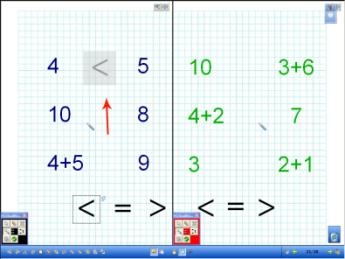 4 < 5
10 8
4+5 9
< = >
10 3+6
4+2 7
3 2+1
< = >